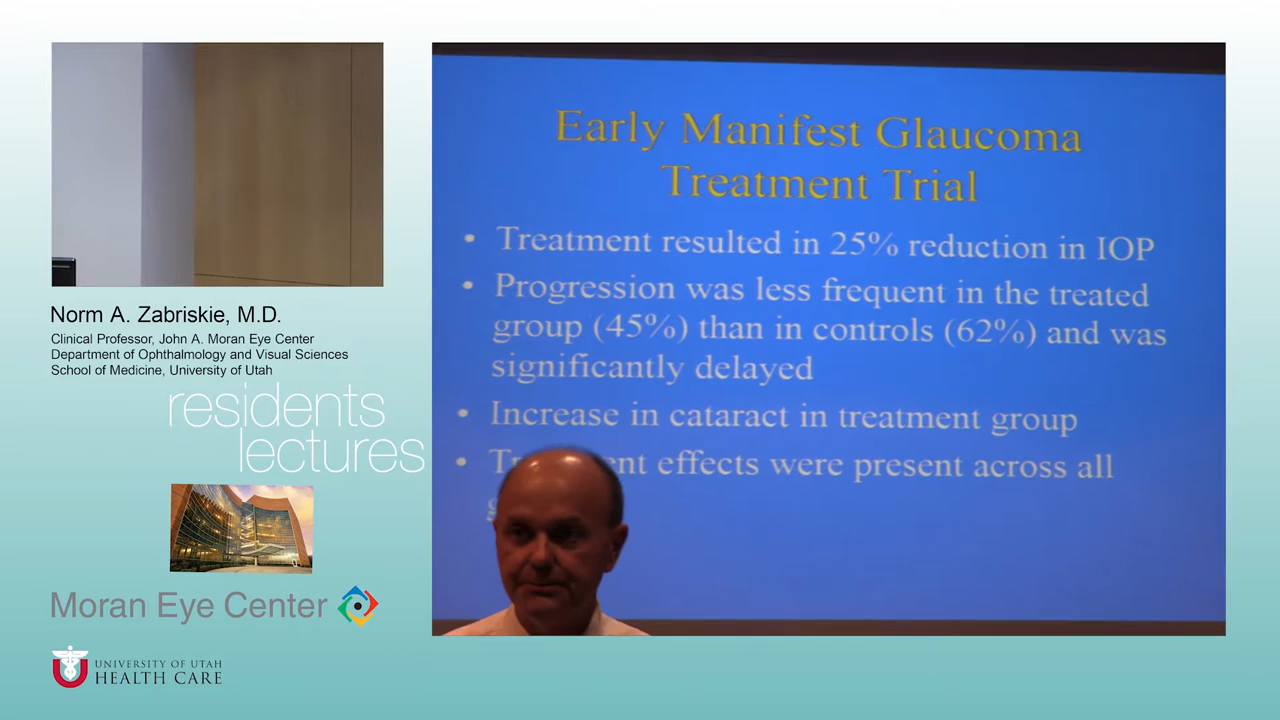 Norm A. Zabriskie, M.D.
Clinical Professor, John A. Moran Eye Center
Department of Ophthalmology and Visual Sciences
School of Medicine, University of Utah
residents
lectures
Moran Eye Center
UNIVERSITY OF UTAH
HEALTH CARE
Early Manifest Glaucoma
Treatment Trial
• Treatment resulted in 25% reduction in IOP
• Progression was less frequent in the treated
group (45%) than in controls (62%) and was
significantly delayed
• Increase in cataract in treatment group
• effects were present across all